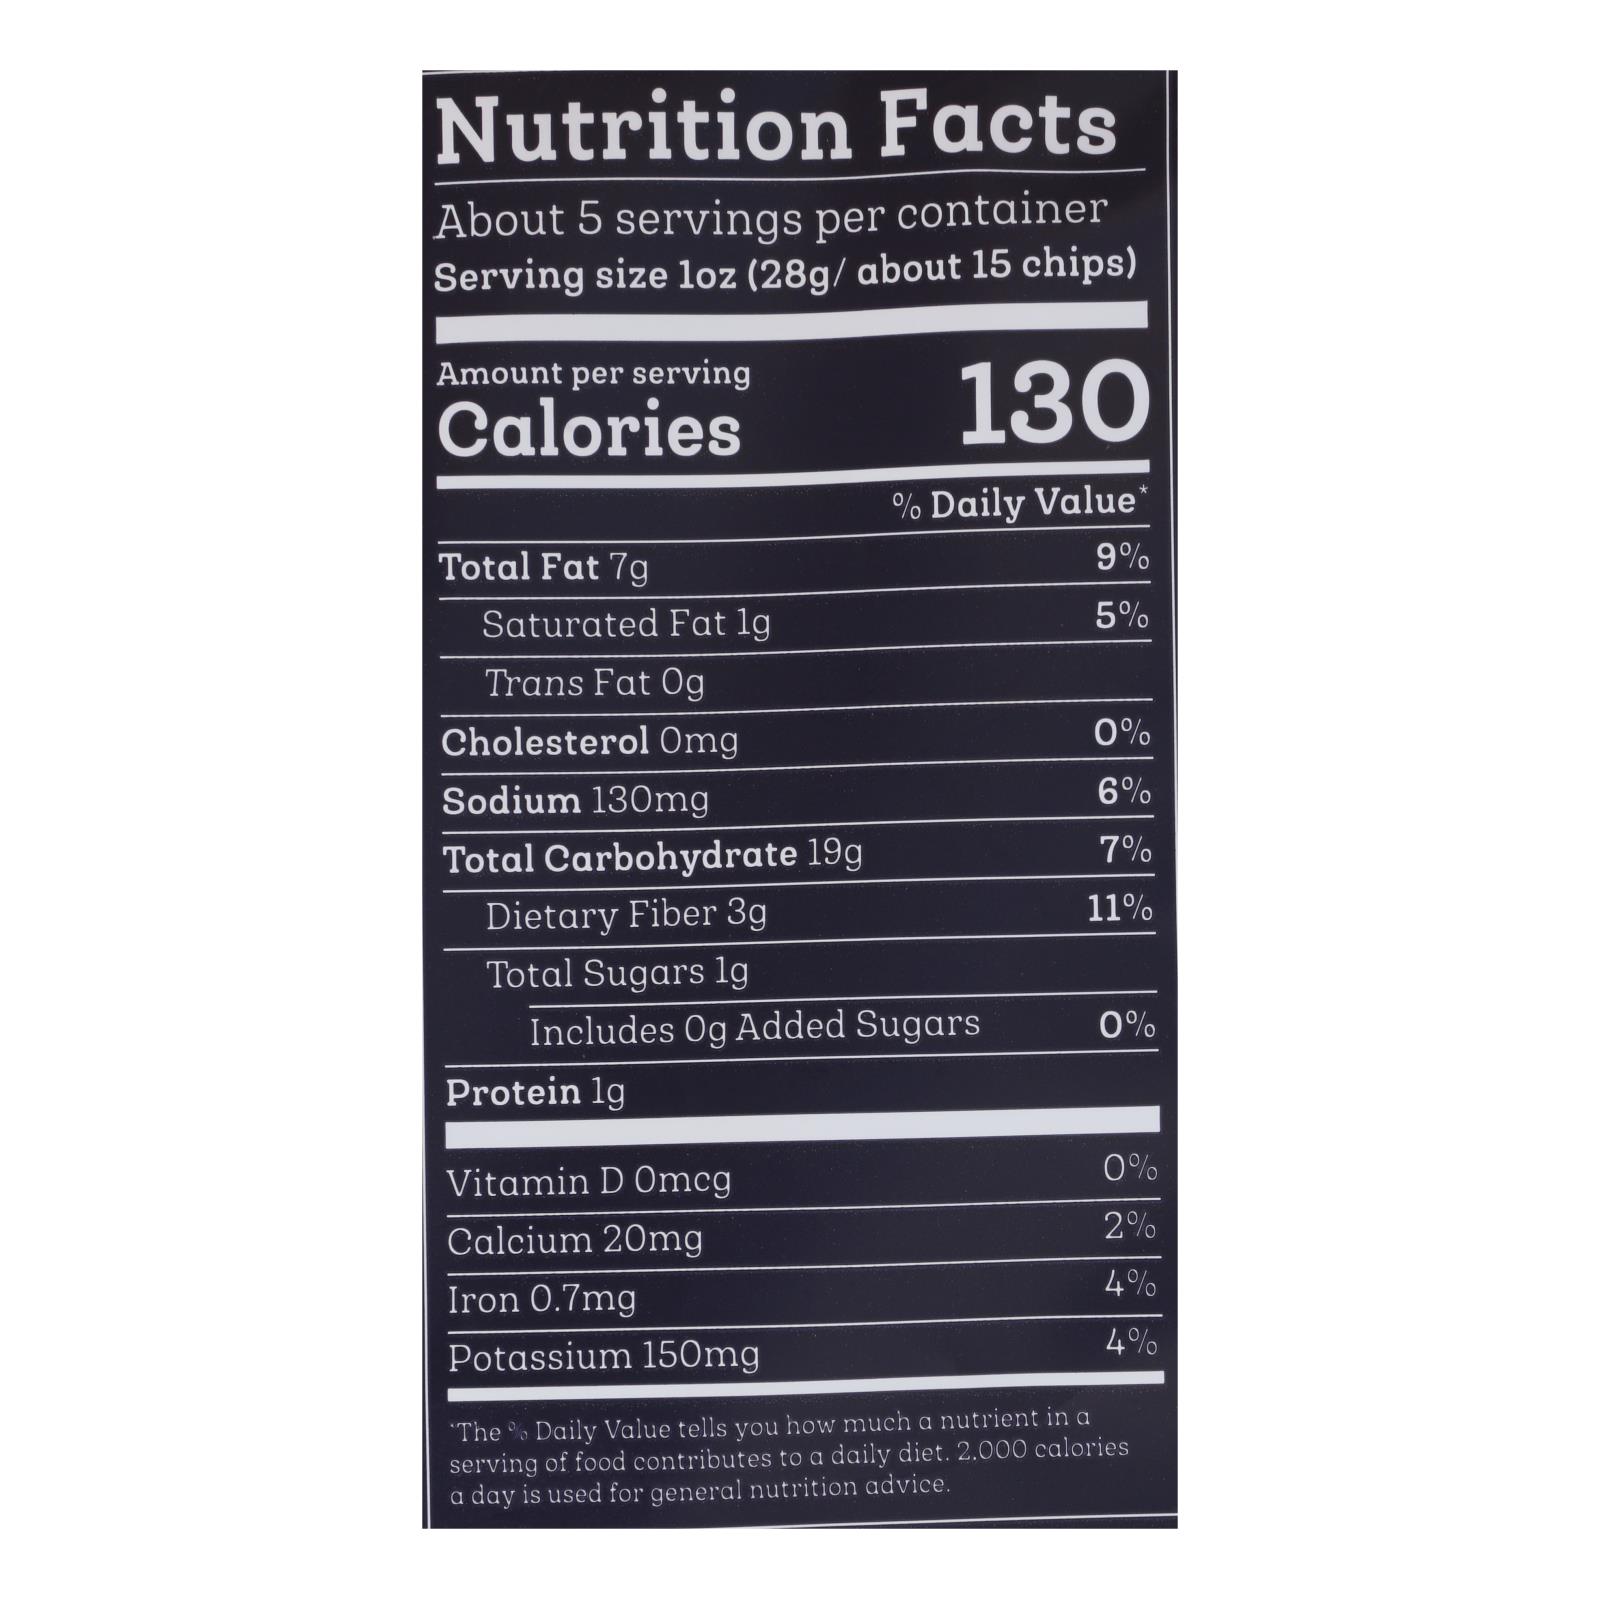 Nutrition Facts
About 5 servings per container
Serving size 1oz (28g/ about 15 chips)
Amount per serving
Calories 130
% Daily Value*
Total Fat 7g 9%
Saturated Fat 1g 5%
Trans Fat 0g
Cholesterol 0mg 0%
Sodium 130mg 6%
Total Carbohydrate 19g 7%
Dietary Fiber 3g 11%
Total Sugars 1g
Includes 0g Added Sugars 0%
Protein 1g
Vitamin D 0mcg 0%
Calcium 20mg 2%
Iron 0.7mg 4%
Potassium 150mg 4%
*The % Daily Value tells you how much a nutrient in a
serving of food contributes to a daily diet. 2,000 calories
a day is used for general nutrition advice.